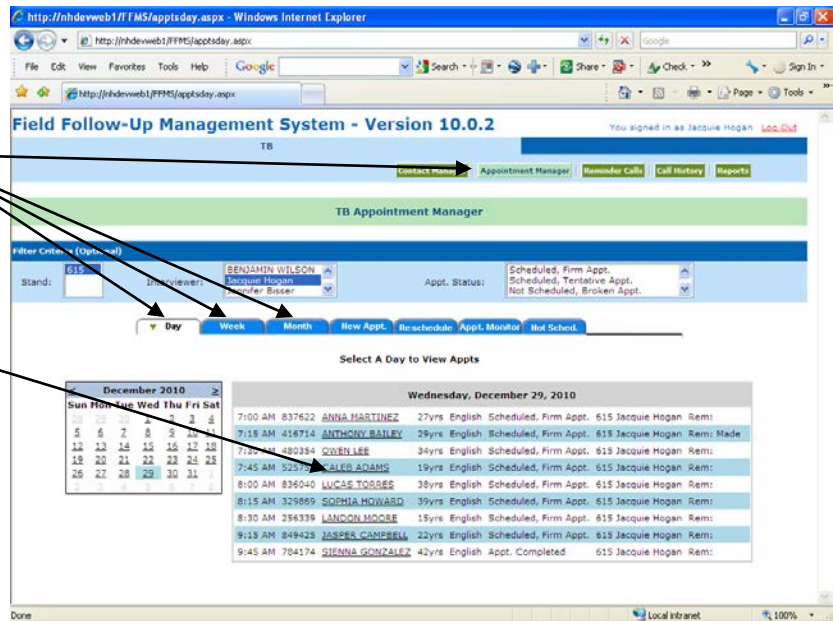 http://nhdevweb1/FFMS/apptsday.aspx - Windows Internet Explorer
http://nhdevweb1/FFMS/apptsday.aspx
Google
File Edit View Favorites Tools Help Google Search Share Check Sign In
http://nhdevweb1/FFMS/apptsday.aspx Page Tools
Field Follow-Up Management System - Version 10.0.2 You signed in as Jacquie Hogan Log Out
TB
Contact Manager Appointment Manager Reminder Calls Call History Reports
TB Appointment Manager
Filter Criteria (Optional)
Stand: 615 Interviewer: BENJAMIN WILSON Jacquie Hogan Jennifer Bisser Appt. Status: Scheduled, Firm Appt. Scheduled, Tentative Appt. Not Scheduled, Broken Appt.
Day Week Month New Appt. Reschedule Appt. Monitor Not Sched.
Select A Day to View Appts
< December 2010 >
Sun Mon Tue Wed Thu Fri Sat
28 29 30 1 2 3 4
5 6 7 8 9 10 11
12 13 14 15 16 17 18
19 20 21 22 23 24 25
26 27 28 29 30 31 1
2 3 4 5 6 7 8
Wednesday, December 29, 2010
7:00 AM 837622 ANNA MARTINEZ 27yrs English Scheduled, Firm Appt. 615 Jacquie Hogan Rem:
7:15 AM 416714 ANTHONY BAILEY 29yrs English Scheduled, Firm Appt. 615 Jacquie Hogan Rem: Made
7:30 AM 480354 OWEN LEE 34yrs English Scheduled, Firm Appt. 615 Jacquie Hogan Rem:
7:45 AM CALEB ADAMS 19yrs English Scheduled, Firm Appt. 615 Jacquie Hogan Rem:
8:00 AM 836040 LUCAS TORRES 38yrs English Scheduled, Firm Appt. 615 Jacquie Hogan Rem:
8:15 AM 329869 SOPHIA HOWARD 39yrs English Scheduled, Firm Appt. 615 Jacquie Hogan Rem:
8:30 AM 256339 LANDON MOORE 15yrs English Scheduled, Firm Appt. 615 Jacquie Hogan Rem:
9:15 AM 849425 JASPER CAMPBELL 22yrs English Scheduled, Firm Appt. 615 Jacquie Hogan Rem:
9:45 AM 784174 SIENNA GONZALEZ 42yrs English Appt. Completed 615 Jacquie Hogan Rem:
Done Local intranet 100%